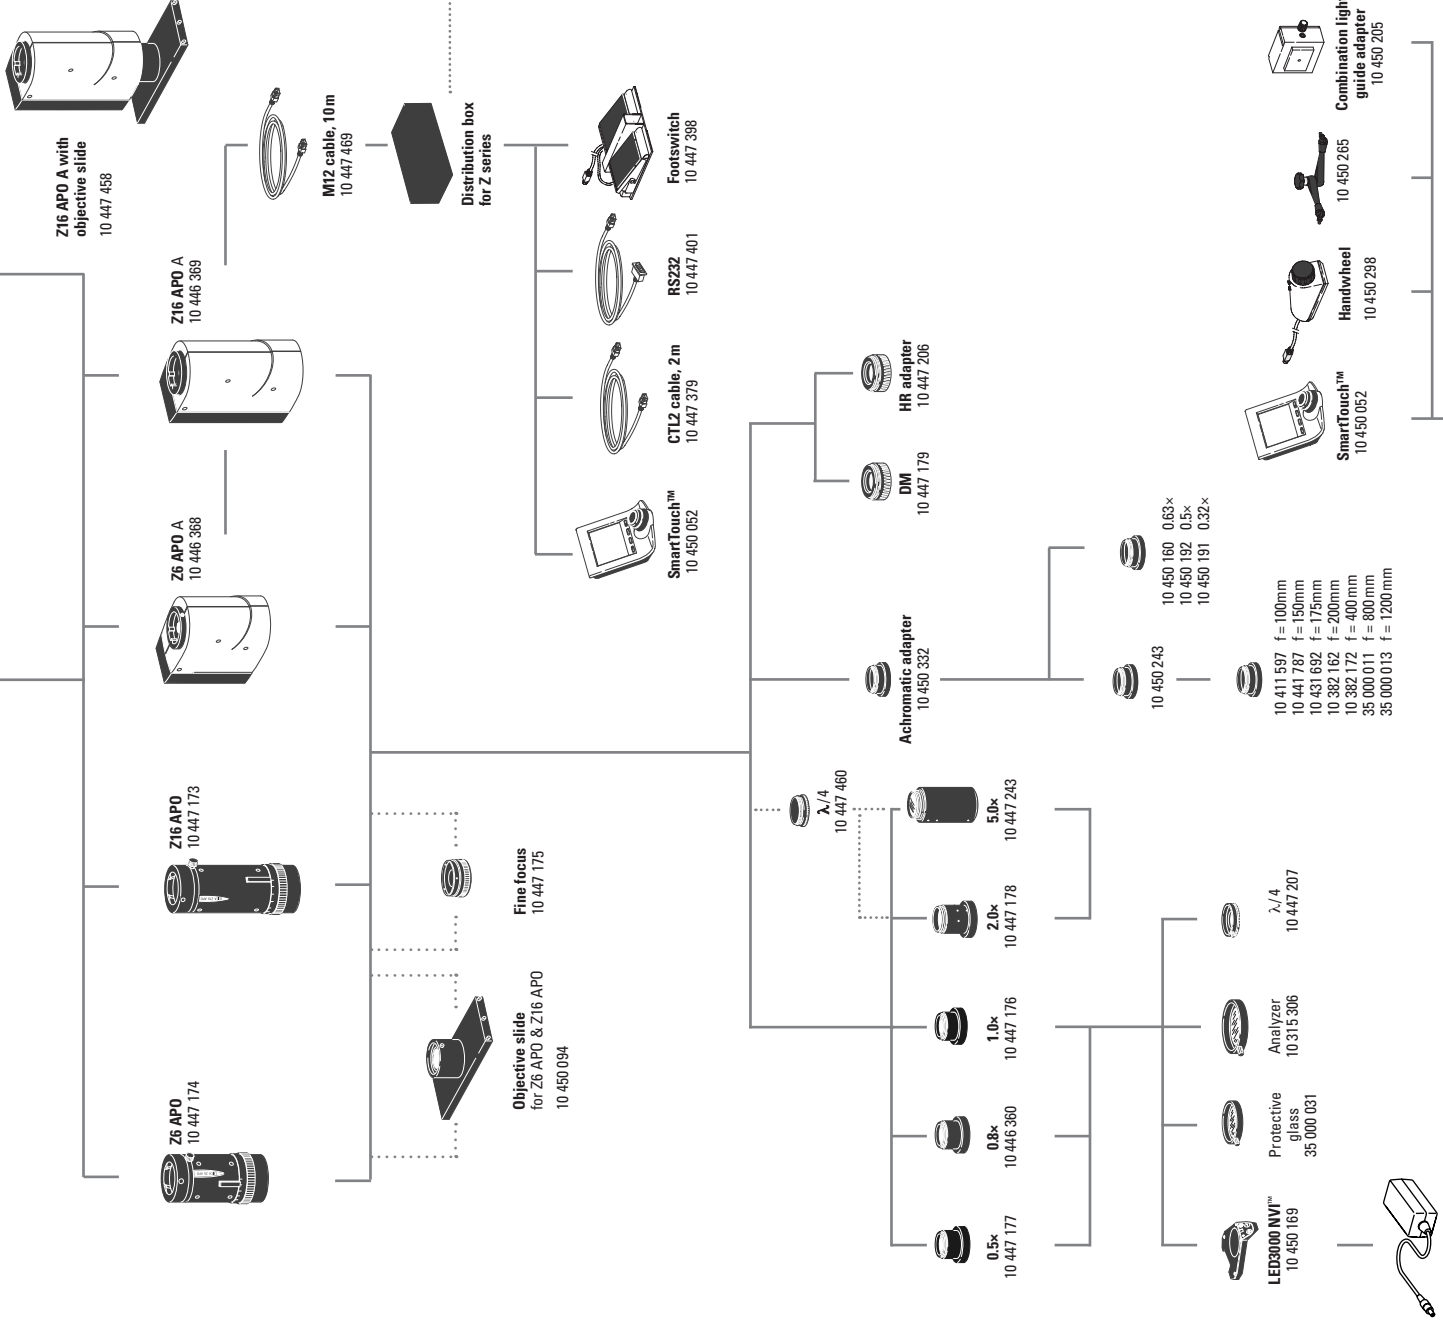 Z16 APO A with
objective slide
10 447 458
Z6 APO
10 447 174
Z16 APO
10 447 173
Z6 APO A
10 446 368
Z16 APO A
10 446 369
M12 cable, 10 m
10 447 469
Distribution box
for Z series
SmartTouch™
10 450 052
CTL2 cable, 2 m
10 447 379
RS232
10 447 401
Footswitch
10 447 398
Objective slide
for Z6 APO & Z16 APO
10 450 094
Fine focus
10 447 175
λ/4
10 447 460
Achromatic adapter
10 450 332
DM
10 447 179
HR adapter
10 447 206
0.5×
10 447 177
0.8×
10 446 360
1.0×
10 447 176
2.0×
10 447 178
5.0×
10 447 243
10 450 243
10 450 160 0.63×
10 450 192 0.5×
10 450 191 0.32×
10 411 597 f = 100mm
10 441 787 f = 150mm
10 431 692 f = 175mm
10 382 162 f = 200mm
10 382 172 f = 400 mm
35 000 011 f = 800mm
35 000 013 f = 1200 mm
LED3000 NVI™
10 450 169
Protective
glass
35 000 031
Analyzer
10 315 306
λ/4
10 447 207
SmartTouch™
10 450 052
Handwheel
10 450 298
10 450 265
Combination light
guide adapter
10 450 205